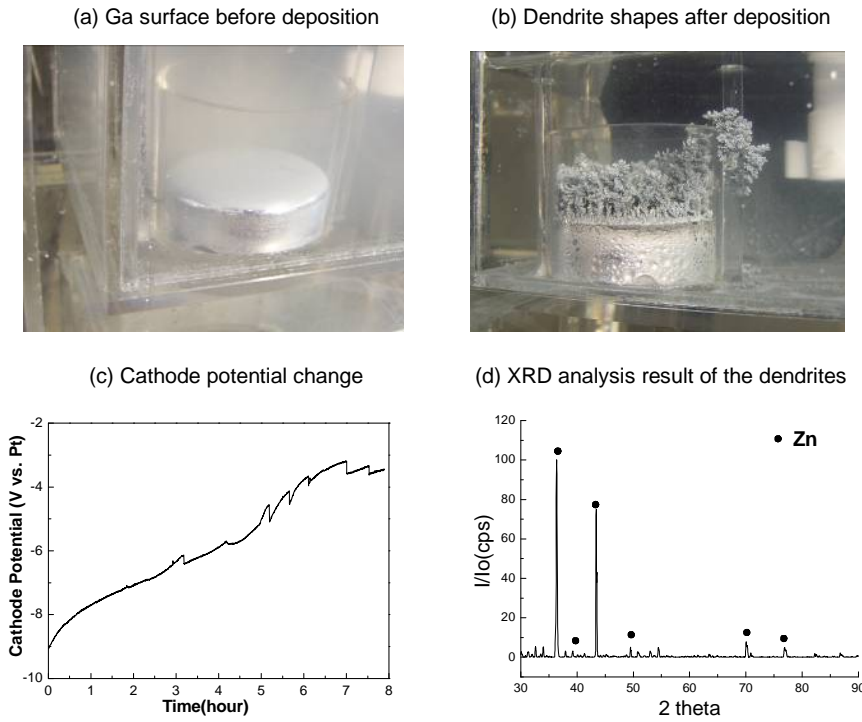 (a) Ga surface before deposition
(b) Dendrite shapes after deposition
(c) Cathode potential change
(d) XRD analysis result of the dendrites
Cathode Potential (V vs. Pt)
-2
-4
-6
-8
-10
0 1 2 3 4 5 6 7 8
Time(hour)
I/Io(cps)
120
100
80
60
40
20
0
Zn
30 40 50 60 70 80 90
2 theta